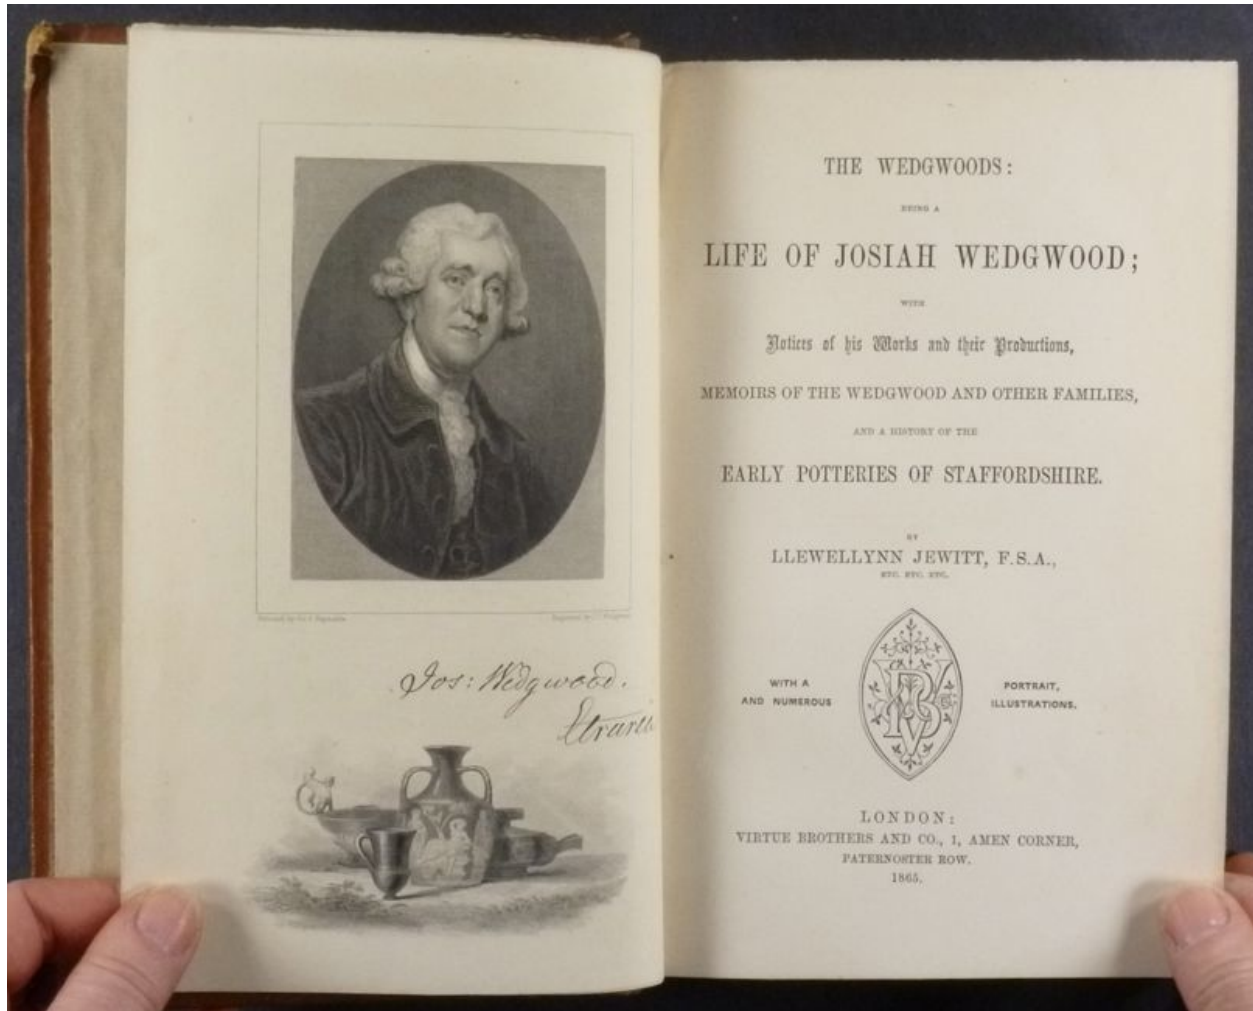 Jos: Wedgwood.
Etruria
THE WEDGWOODS:
BEING A
LIFE OF JOSIAH WEDGWOOD;
WITH
Notices of his Works and their Productions,
MEMOIRS OF THE WEDGWOOD AND OTHER FAMILIES,
AND A HISTORY OF THE
EARLY POTTERIES OF STAFFORDSHIRE.
BY
LLEWELLYNN JEWITT, F.S.A.,
ETC. ETC. ETC.
WITH A PORTRAIT,
AND NUMEROUS ILLUSTRATIONS.
LONDON:
VIRTUE BROTHERS AND CO., 1, AMEN CORNER,
PATERNOSTER ROW.
1865.